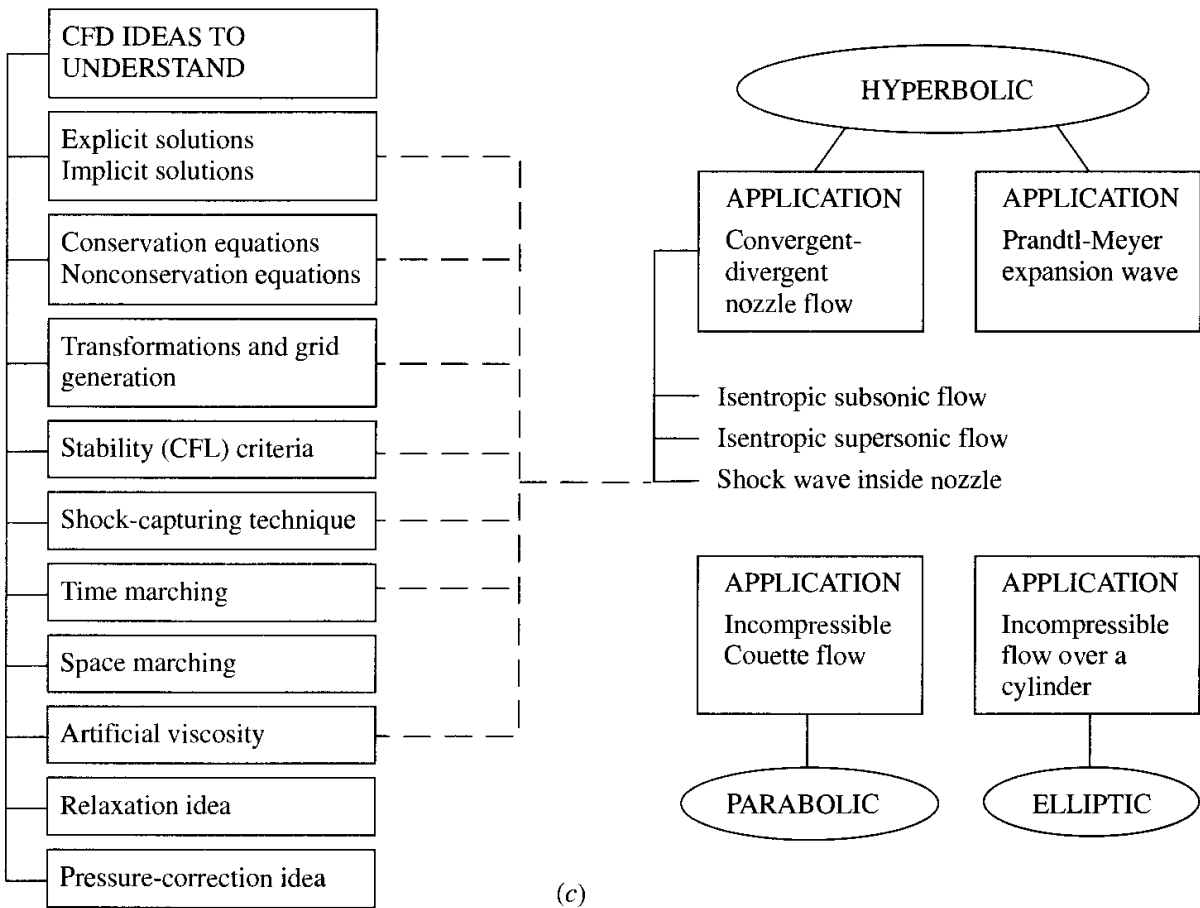 CFD IDEAS TO
UNDERSTAND
Explicit solutions
Implicit solutions
Conservation equations
Nonconservation equations
Transformations and grid
generation
Stability (CFL) criteria
Shock-capturing technique
Time marching
Space marching
Artificial viscosity
Relaxation idea
Pressure-correction idea
HYPERBOLIC
APPLICATION
Convergent-
divergent
nozzle flow
APPLICATION
Prandtl-Meyer
expansion wave
Isentropic subsonic flow
Isentropic supersonic flow
Shock wave inside nozzle
APPLICATION
Incompressible
Couette flow
APPLICATION
Incompressible
flow over a
cylinder
PARABOLIC
ELLIPTIC
(c)